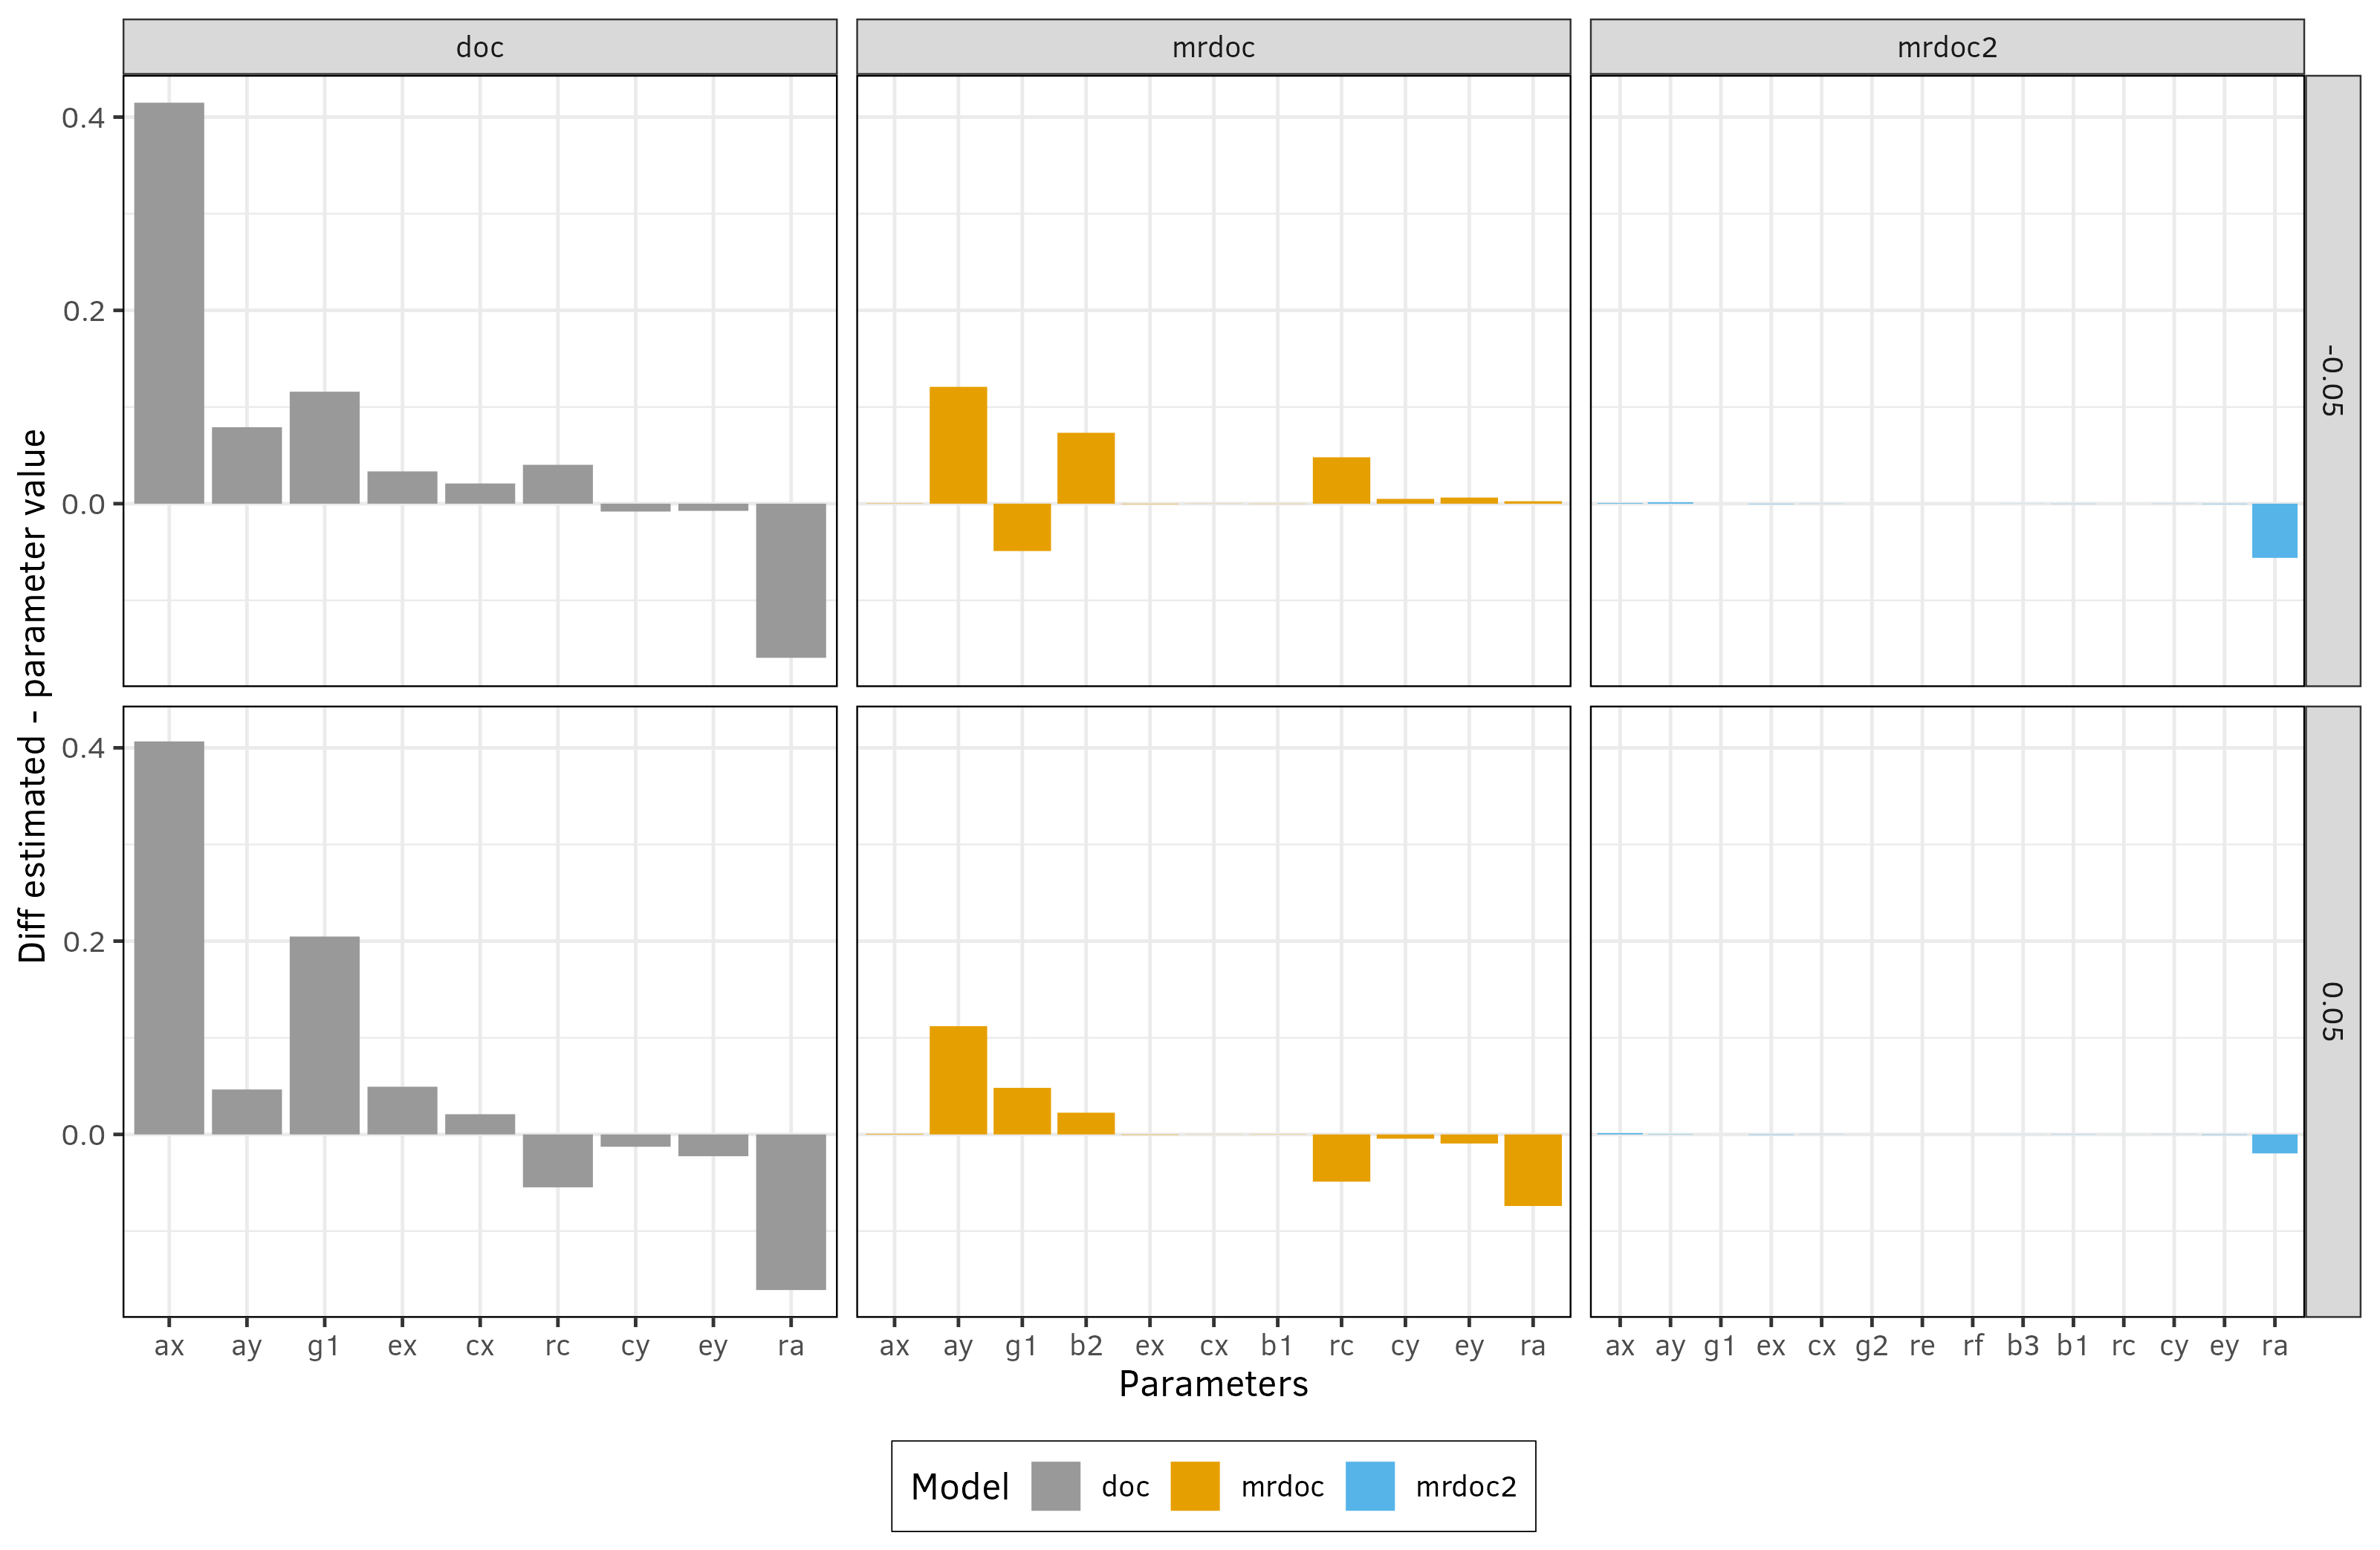 doc mrdoc mrdoc2
Diff estimated - parameter value
0.4
0.2
0.0
-0.05
0.4
0.2
0.0
0.05
ax ay g1 ex cx rc cy ey ra
ax ay g1 b2 ex cx b1 rc cy ey ra
ax ay g1 ex cx g2 re rf b3 b1 rc cy ey ra
Parameters
Model doc mrdoc mrdoc2